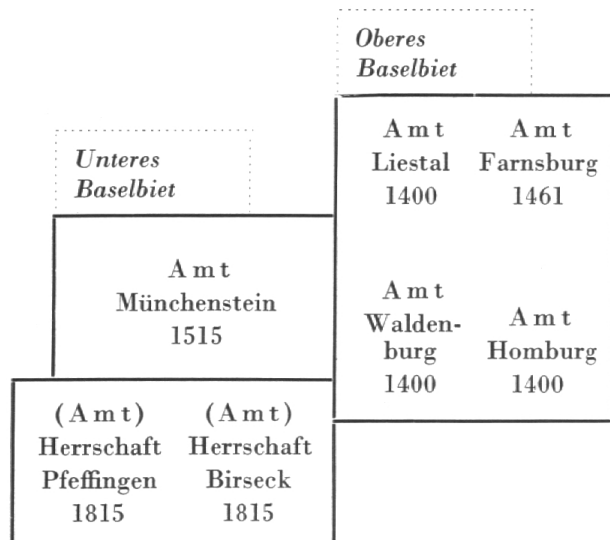 Oberes
Baselbiet
Amt
Liestal
1400
Amt
Farnsburg
1461
Amt
Walden-
burg
1400
Amt
Homburg
1400
Unteres
Baselbiet
Amt
Münchenstein
1515
(Amt)
Herrschaft
Pfeffingen
1815
(Amt)
Herrschaft
Birseck
1815